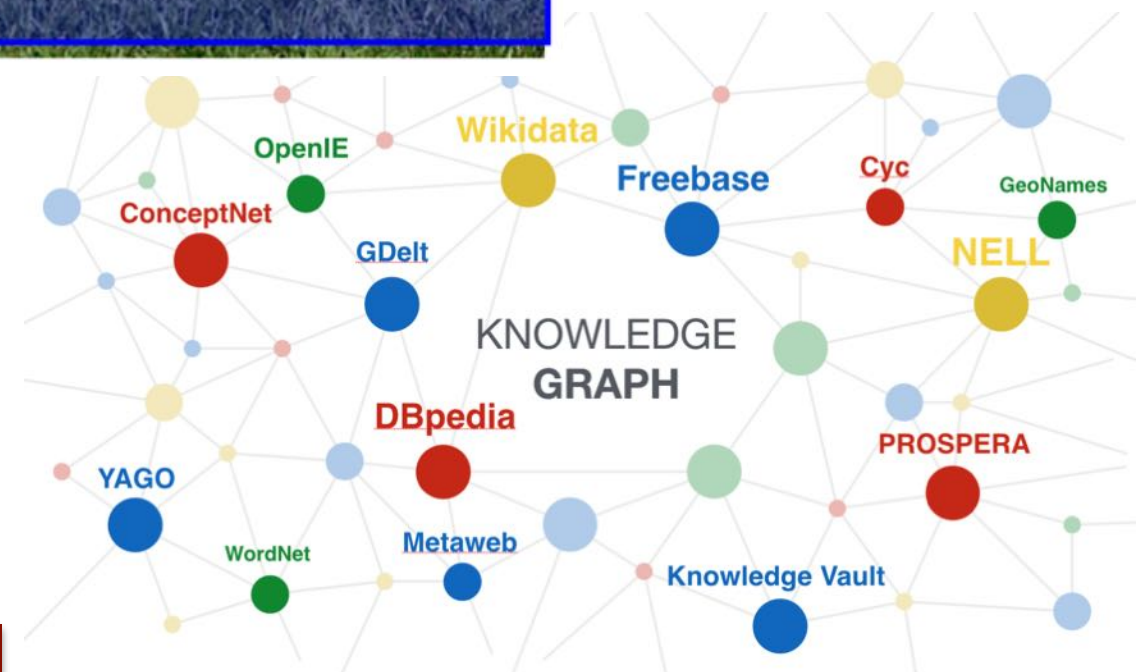 Wikidata
OpenIE
Freebase
Cyc
GeoNames
ConceptNet
GDelt
NELL
KNOWLEDGE
GRAPH
DBpedia
PROSPERA
YAGO
Metaweb
WordNet
Knowledge Vault